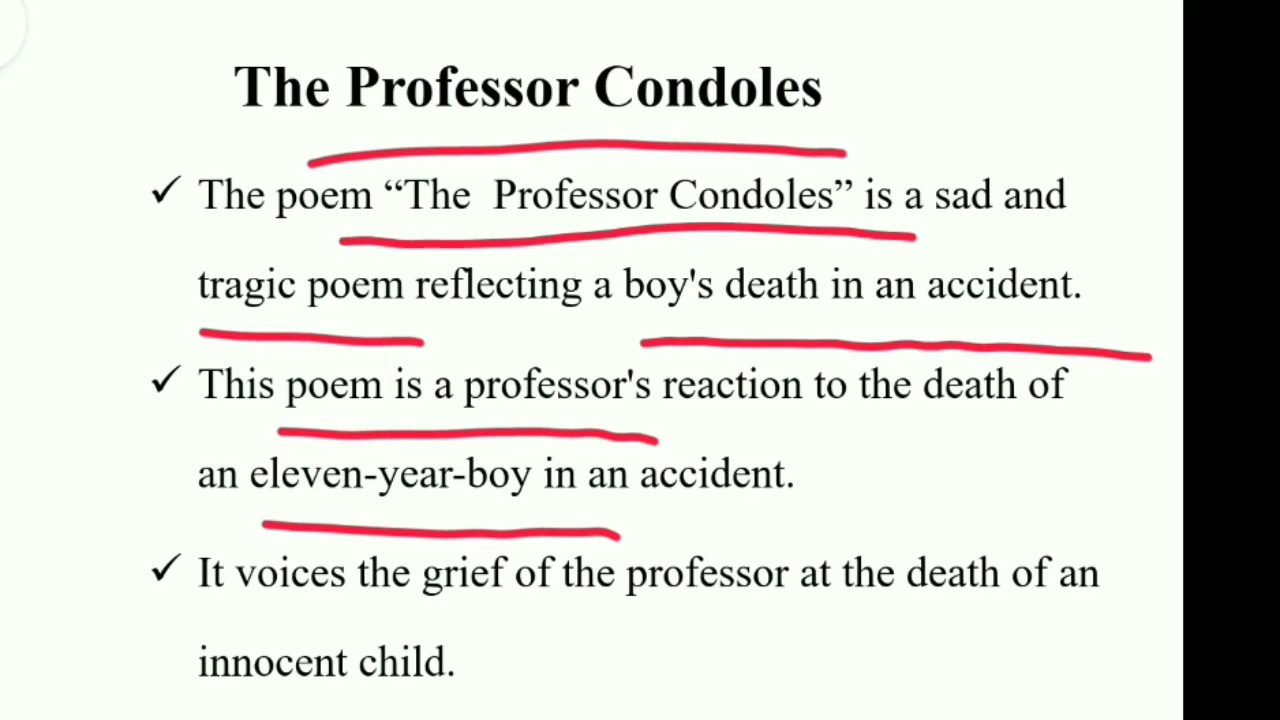 The Professor Condoles
✓ The poem “The Professor Condoles” is a sad and
tragic poem reflecting a boy's death in an accident.
✓ This poem is a professor's reaction to the death of
an eleven-year-boy in an accident.
✓ It voices the grief of the professor at the death of an
innocent child.